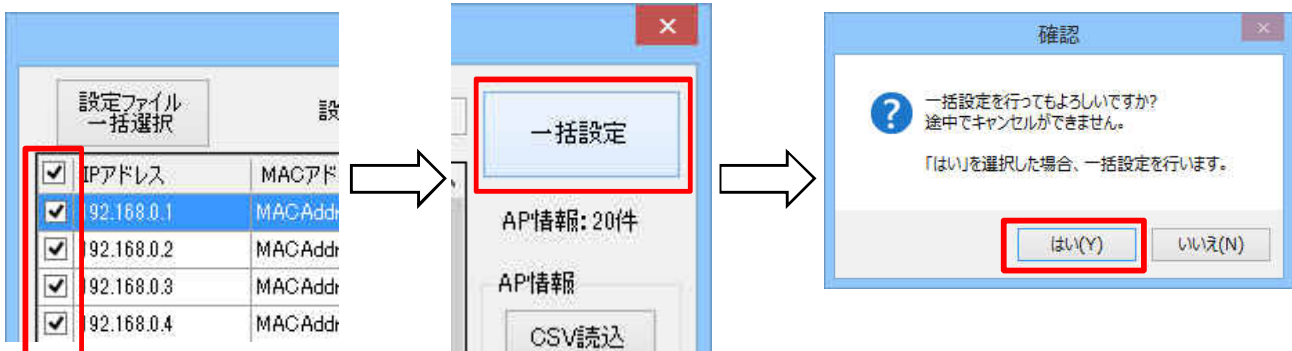 設定ファイル
一括選択
設
IPアドレス
MACアド
192.168.0.1
MACAddr
192.168.0.2
MACAddr
192.168.0.3
MACAddr
192.168.0.4
MACAddr
一括設定
AP情報: 20件
AP情報
CSV読込
確認
一括設定を行ってもよろしいですか?
途中でキャンセルができません。
「はい」を選択した場合、一括設定を行います。
はい(Y)
いいえ(N)